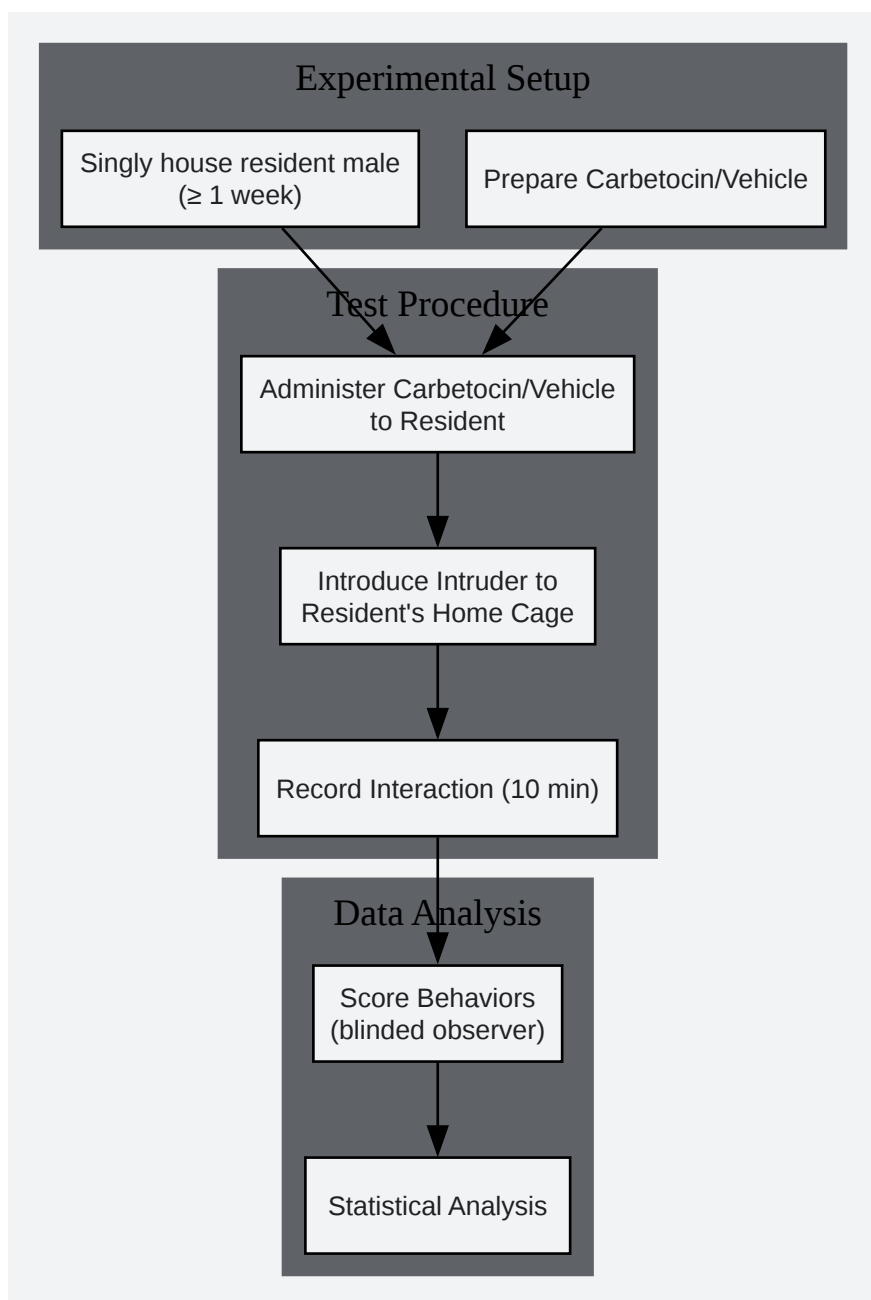 Experimental Setup
Singly house resident male
(≥ 1 week)
Prepare Carbetocin/Vehicle
Test Procedure
Administer Carbetocin/Vehicle
to Resident
Introduce Intruder to
Resident's Home Cage
Record Interaction (10 min)
Data Analysis
Score Behaviors
(blinded observer)
Statistical Analysis